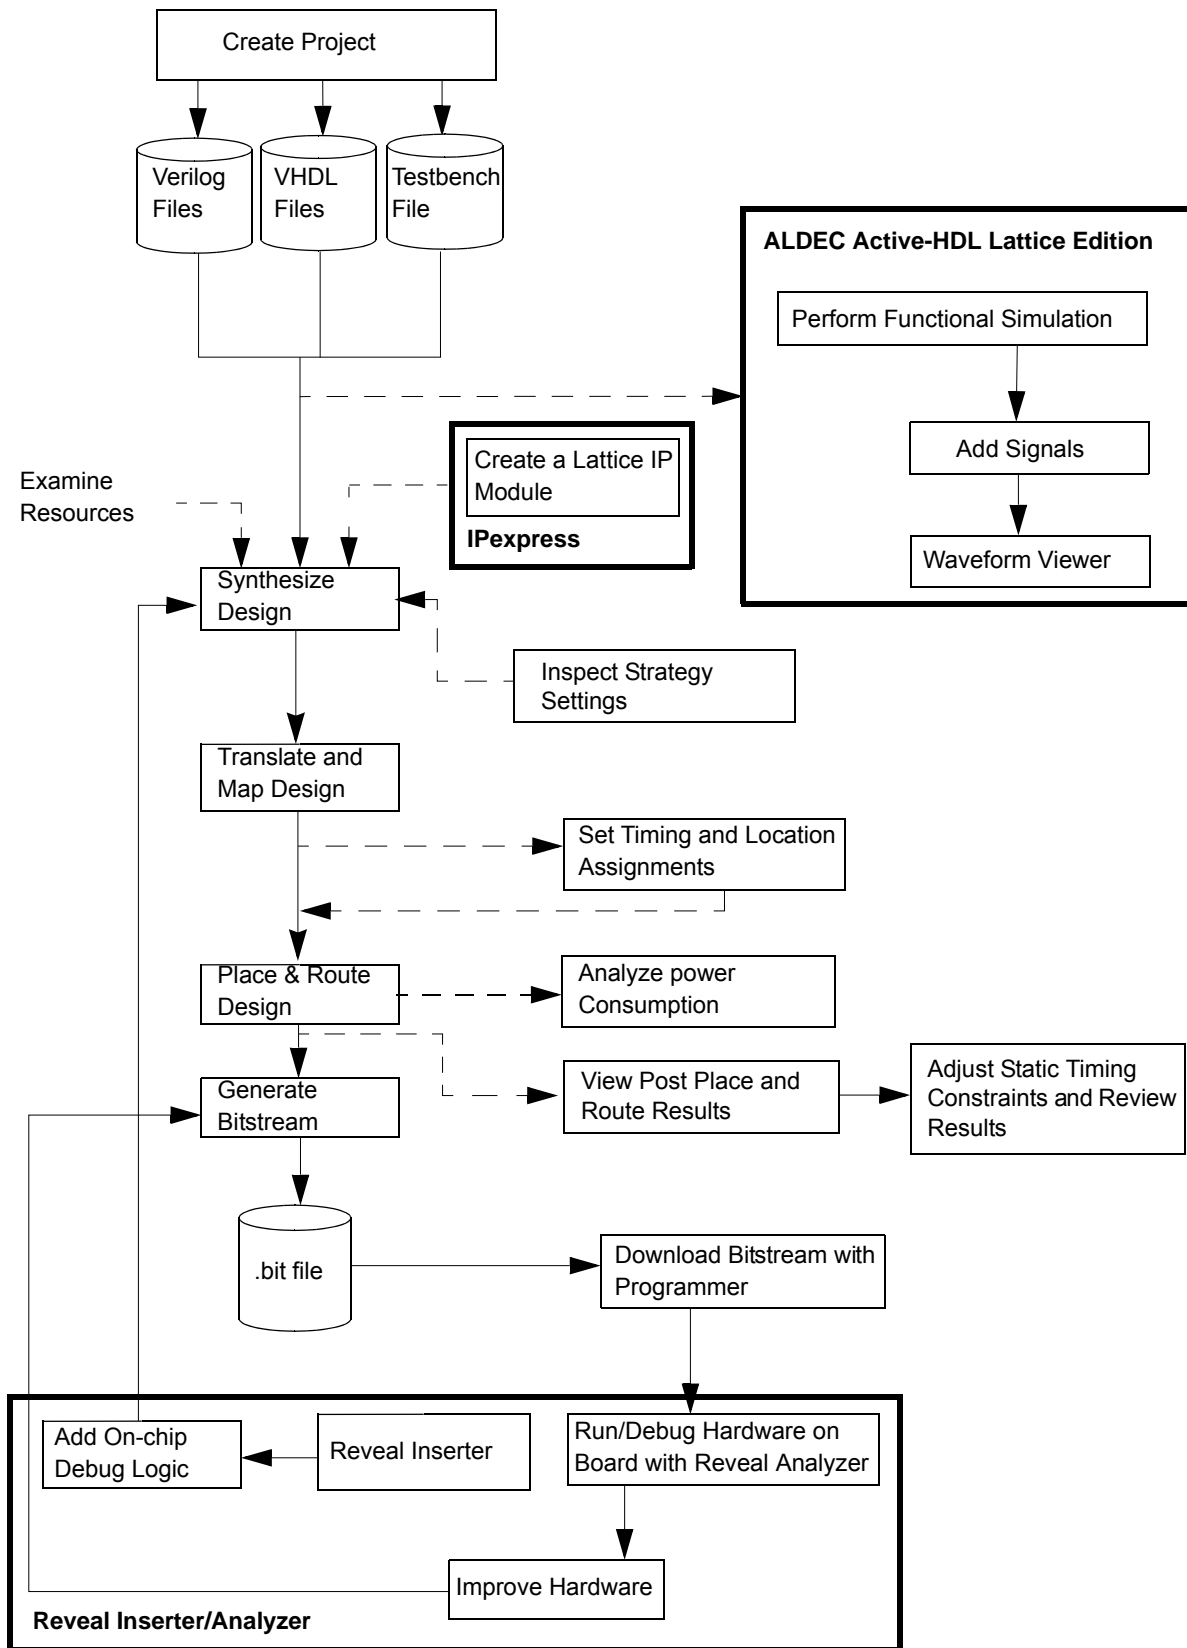 Create Project
Verilog
Files
VHDL
Files
Testbench
File
ALDEC Active-HDL Lattice Edition
Perform Functional Simulation
Add Signals
Waveform Viewer
Create a Lattice IP
Module
IPexpress
Examine
Resources
Synthesize
Design
Inspect Strategy
Settings
Translate and
Map Design
Set Timing and Location
Assignments
Place & Route
Design
Analyze power
Consumption
Generate
Bitstream
View Post Place and
Route Results
Adjust Static Timing
Constraints and Review
Results
.bit file
Download Bitstream with
Programmer
Add On-chip
Debug Logic
Reveal Inserter
Run/Debug Hardware on
Board with Reveal Analyzer
Improve Hardware
Reveal Inserter/Analyzer